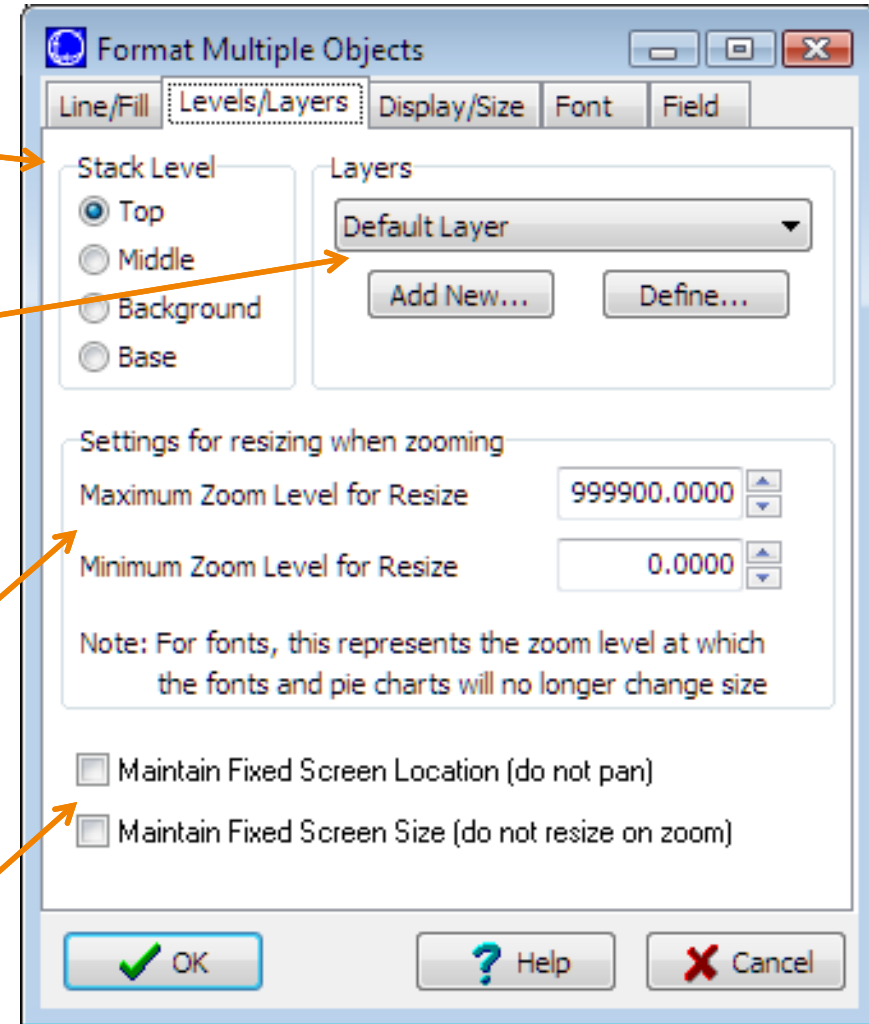 Format Multiple Objects
Line/Fill Levels/Layers Display/Size Font Field
Stack Level
Top
Middle
Background
Base
Layers
Default Layer
Add New... Define...
Settings for resizing when zooming
Maximum Zoom Level for Resize 999900.0000
Minimum Zoom Level for Resize 0.0000
Note: For fonts, this represents the zoom level at which
the fonts and pie charts will no longer change size
Maintain Fixed Screen Location (do not pan)
Maintain Fixed Screen Size (do not resize on zoom)
OK ? Help Cancel